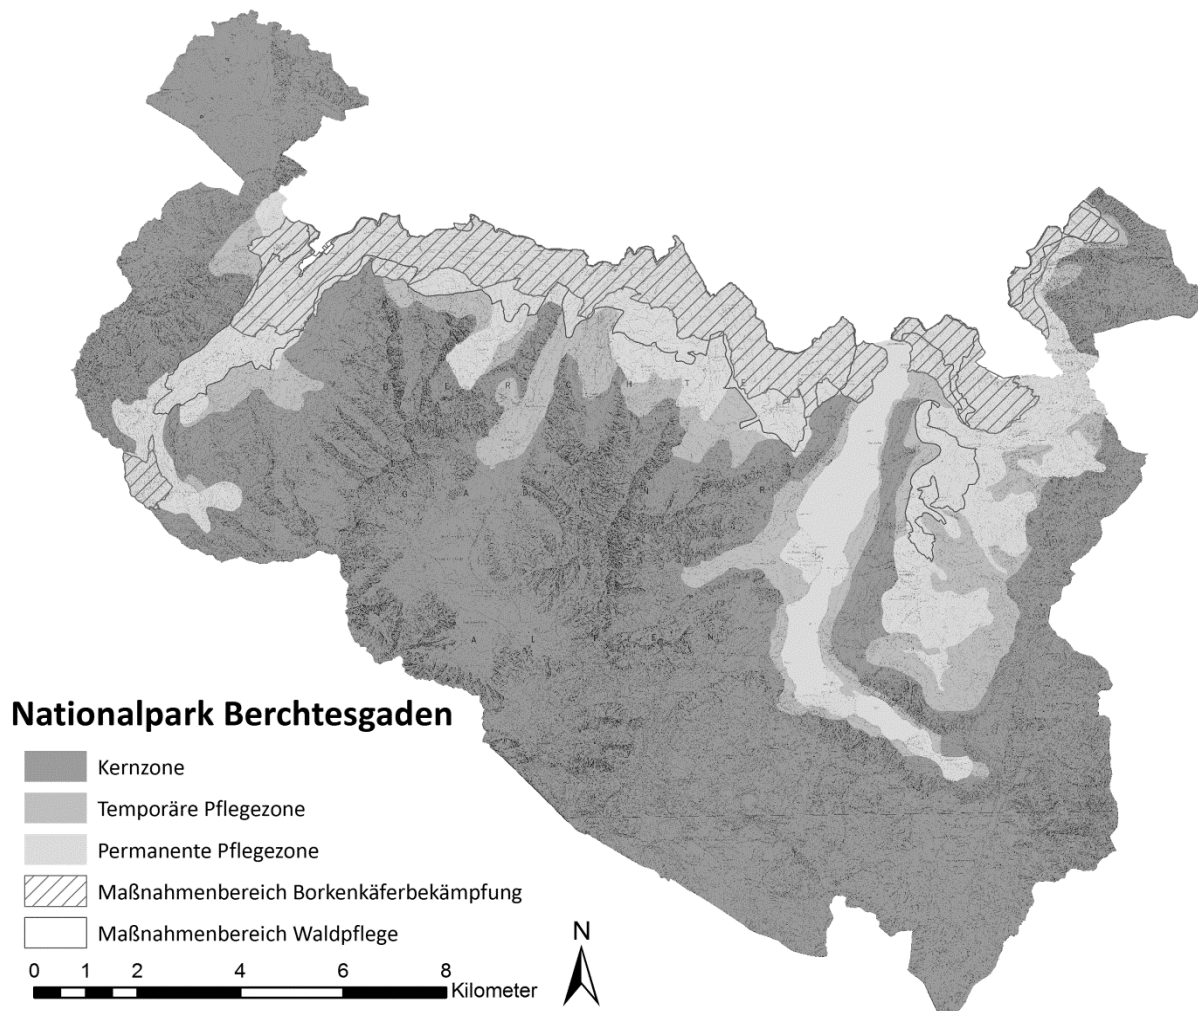 B E R C H T E S
G A D E N E R
A L P E N
Nationalpark Berchtesgaden
Kernzone
Temporäre Pflegezone
Permanente Pflegezone
Maßnahmenbereich Borkenkäferbekämpfung
Maßnahmenbereich Waldpflege
N
0 1 2 4 6 8
Kilometer